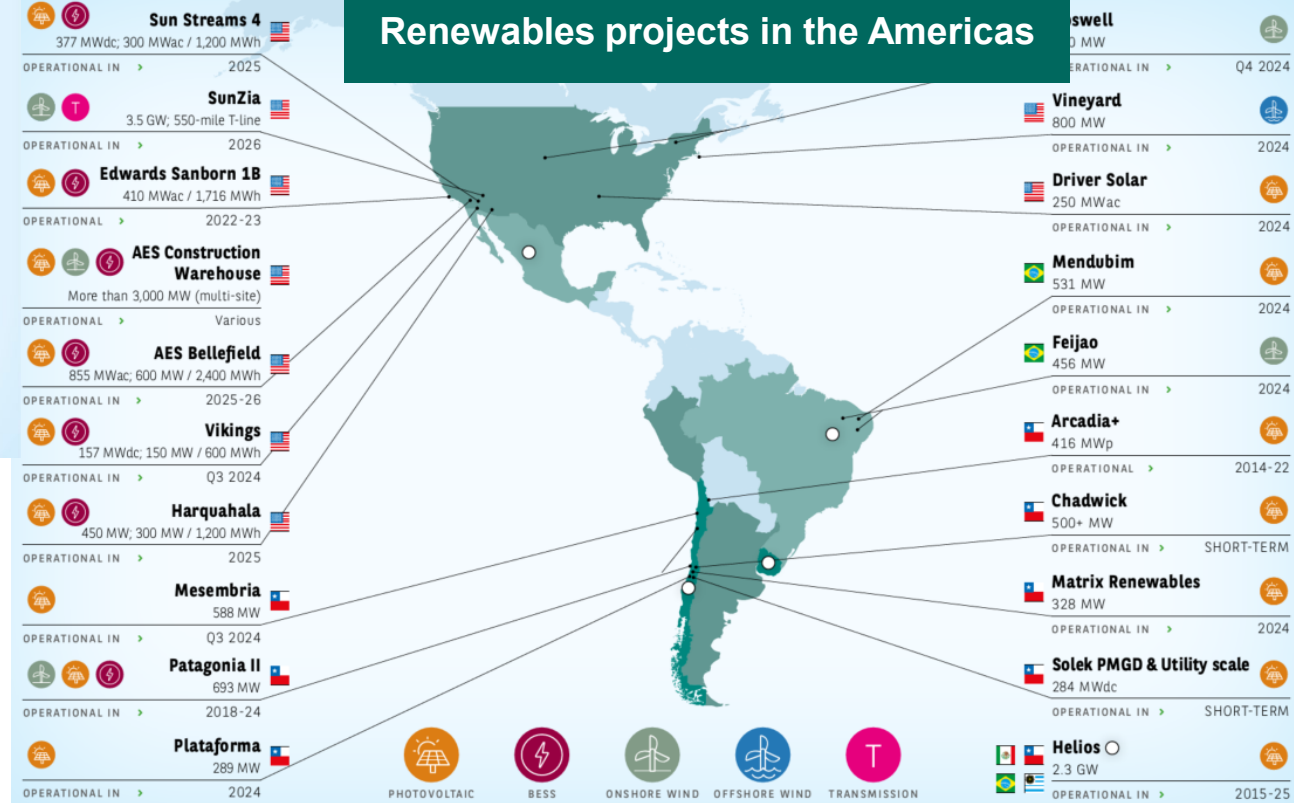 Renewables projects in the Americas
Sun Streams 4
377 MWdc; 300 MWac / 1,200 MWh
OPERATIONAL IN > 2025
SunZia
3.5 GW; 550-mile T-line
OPERATIONAL IN > 2026
Edwards Sanborn 1B
410 MWac / 1,716 MWh
OPERATIONAL > 2022-23
AES Construction
Warehouse
More than 3,000 MW (multi-site)
OPERATIONAL > Various
AES Bellefield
855 MWac; 600 MW / 2,400 MWh
OPERATIONAL IN > 2025-26
Vikings
157 MWdc; 150 MW / 600 MWh
OPERATIONAL IN > Q3 2024
Harquahala
450 MW; 300 MW / 1,200 MWh
OPERATIONAL IN > 2025
Mesembria
588 MW
OPERATIONAL IN > Q3 2024
Patagonia II
693 MW
OPERATIONAL IN > 2018-24
Plataforma
289 MW
OPERATIONAL IN > 2024
T
PHOTOVOLTAIC
BESS
ONSHORE WIND
OFFSHORE WIND
T
TRANSMISSION
oswell
0 MW
ERATIONAL IN > Q4 2024
Vineyard
800 MW
OPERATIONAL IN > 2024
Driver Solar
250 MWac
OPERATIONAL IN > 2024
Mendubim
531 MW
OPERATIONAL IN > 2024
Feijao
456 MW
OPERATIONAL IN > 2024
Arcadia+
416 MWp
OPERATIONAL > 2014-22
Chadwick
500+ MW
OPERATIONAL IN > SHORT-TERM
Matrix Renewables
328 MW
OPERATIONAL IN > 2024
Solek PMGD & Utility scale
284 MWdc
OPERATIONAL IN > SHORT-TERM
Helios
2.3 GW
OPERATIONAL IN > 2015-25